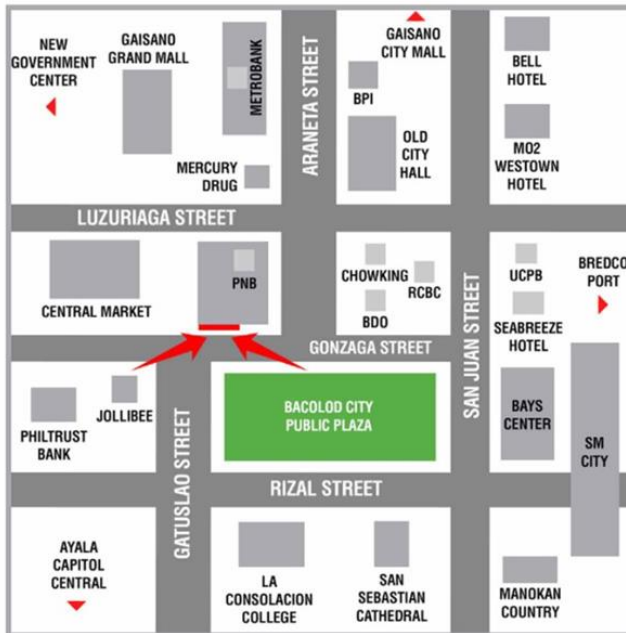 NEW
GOVERNMENT
CENTER
GAISANO
GRAND MALL
METROBANK
MERCURY
DRUG
ARANETA STREET
GAISANO
CITY MALL
BPI
OLD
CITY
HALL
BELL
HOTEL
MO2
WESTOWN
HOTEL
LUZURIAGA STREET
CENTRAL MARKET
PNB
CHOWKING
RCBC
BDO
SAN JUAN STREET
UCPB
SEABREEZE
HOTEL
BREDCO
PORT
GONZAGA STREET
PHILTRUST
BANK
JOLLIBEE
GATUSLAO STREET
BACOLOD CITY
PUBLIC PLAZA
BAYS
CENTER
SM
CITY
RIZAL STREET
AYALA
CAPITOL
CENTRAL
LA
CONSOLACION
COLLEGE
SAN
SEBASTIAN
CATHEDRAL
MANOKAN
COUNTRY